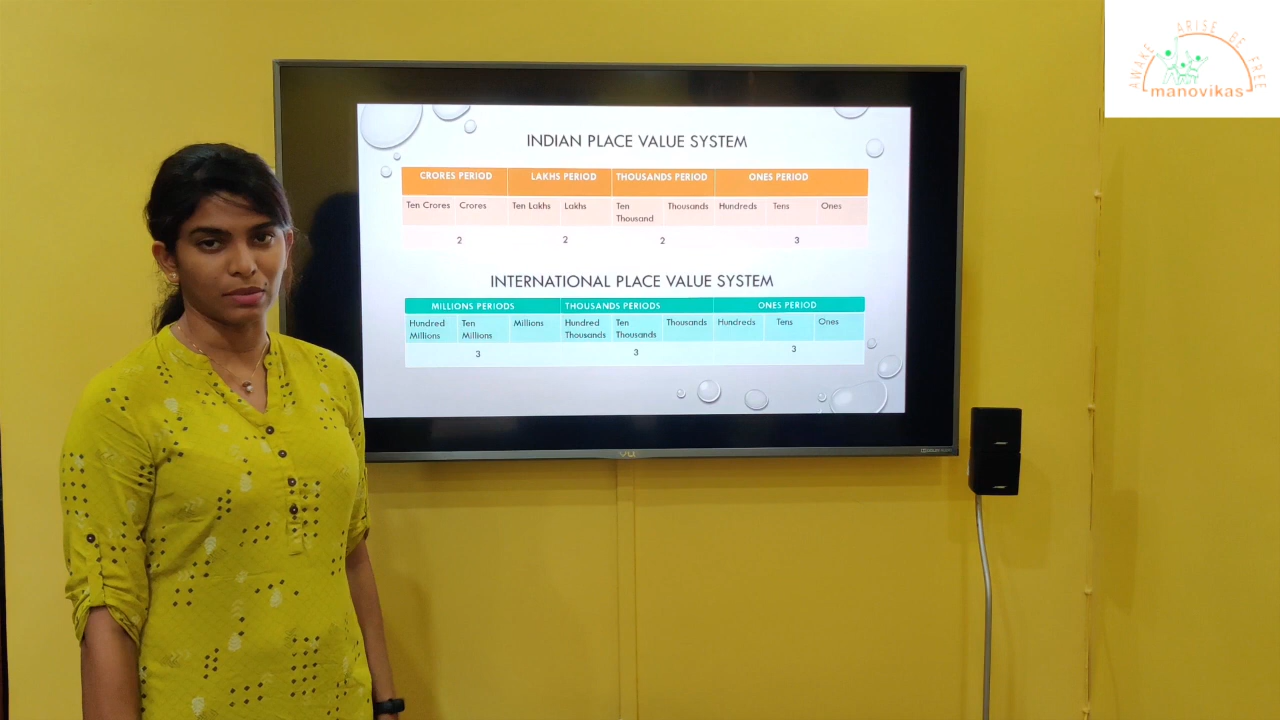 AWAKE ARISE BE FREE
manovikas
INDIAN PLACE VALUE SYSTEM
CRORES PERIOD LAKHS PERIOD THOUSANDS PERIOD ONES PERIOD
Ten Crores Crores Ten Lakhs Lakhs Ten Thousand Thousands Hundreds Tens Ones
2 2 2 3
INTERNATIONAL PLACE VALUE SYSTEM
MILLIONS PERIODS THOUSANDS PERIODS ONES PERIOD
Hundred Millions Ten Millions Millions Hundred Thousands Ten Thousands Thousands Hundreds Tens Ones
3 3 3
VU